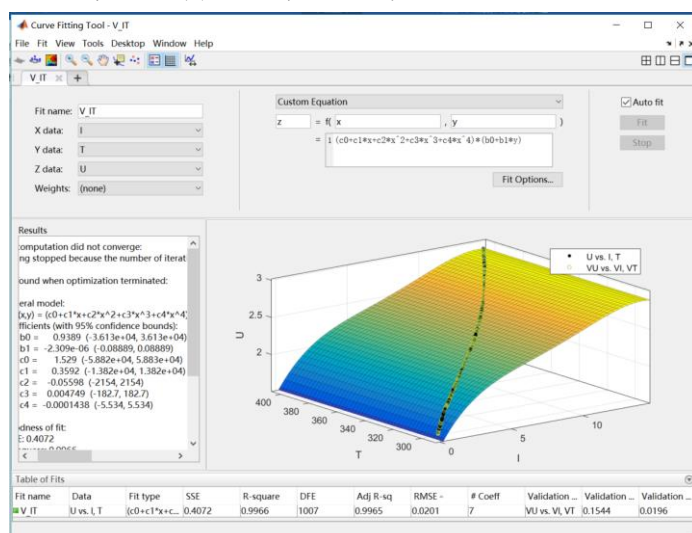 Curve Fitting Tool - V_IT
File Fit View Tools Desktop Window Help
V_IT
Fit name: V_IT
X data: I
Y data: T
Z data: U
Weights: (none)
Custom Equation
z = f( x , y )
= 1 (c0+c1*x+c2*x^2+c3*x^3+c4*x^4)*(b0+b1*y)
Fit Options...
Auto fit
Fit
Stop
Results
computation did not converge:
ng stopped because the number of iterat
ound when optimization terminated:
eral model:
(x,y) = (c0+c1*x+c2*x^2+c3*x^3+c4*x^4)
fficients (with 95% confidence bounds):
b0 = 0.9389 (-3.613e+04, 3.613e+04)
b1 = -2.309e-06 (-0.08889, 0.08889)
c0 = 1.529 (-5.882e+04, 5.883e+04)
c1 = 0.3592 (-1.382e+04, 1.382e+04)
c2 = -0.05598 (-2154, 2154)
c3 = 0.004749 (-182.7, 182.7)
c4 = -0.0001438 (-5.534, 5.534)
odness of fit:
E: 0.4072
3
2.5
2
U
400
380
360
340
320
300
T
0
5
10
I
U vs. I, T
VU vs. VI, VT
Table of Fits
Fit name Data Fit type SSE R-square DFE Adj R-sq RMSE # Coeff Validation ... Validation ... Validation ...
V_IT U vs. I, T (c0+c1*x+c... 0.4072 0.9966 1007 0.9965 0.0201 7 VU vs. VI, VT 0.1544 0.0196